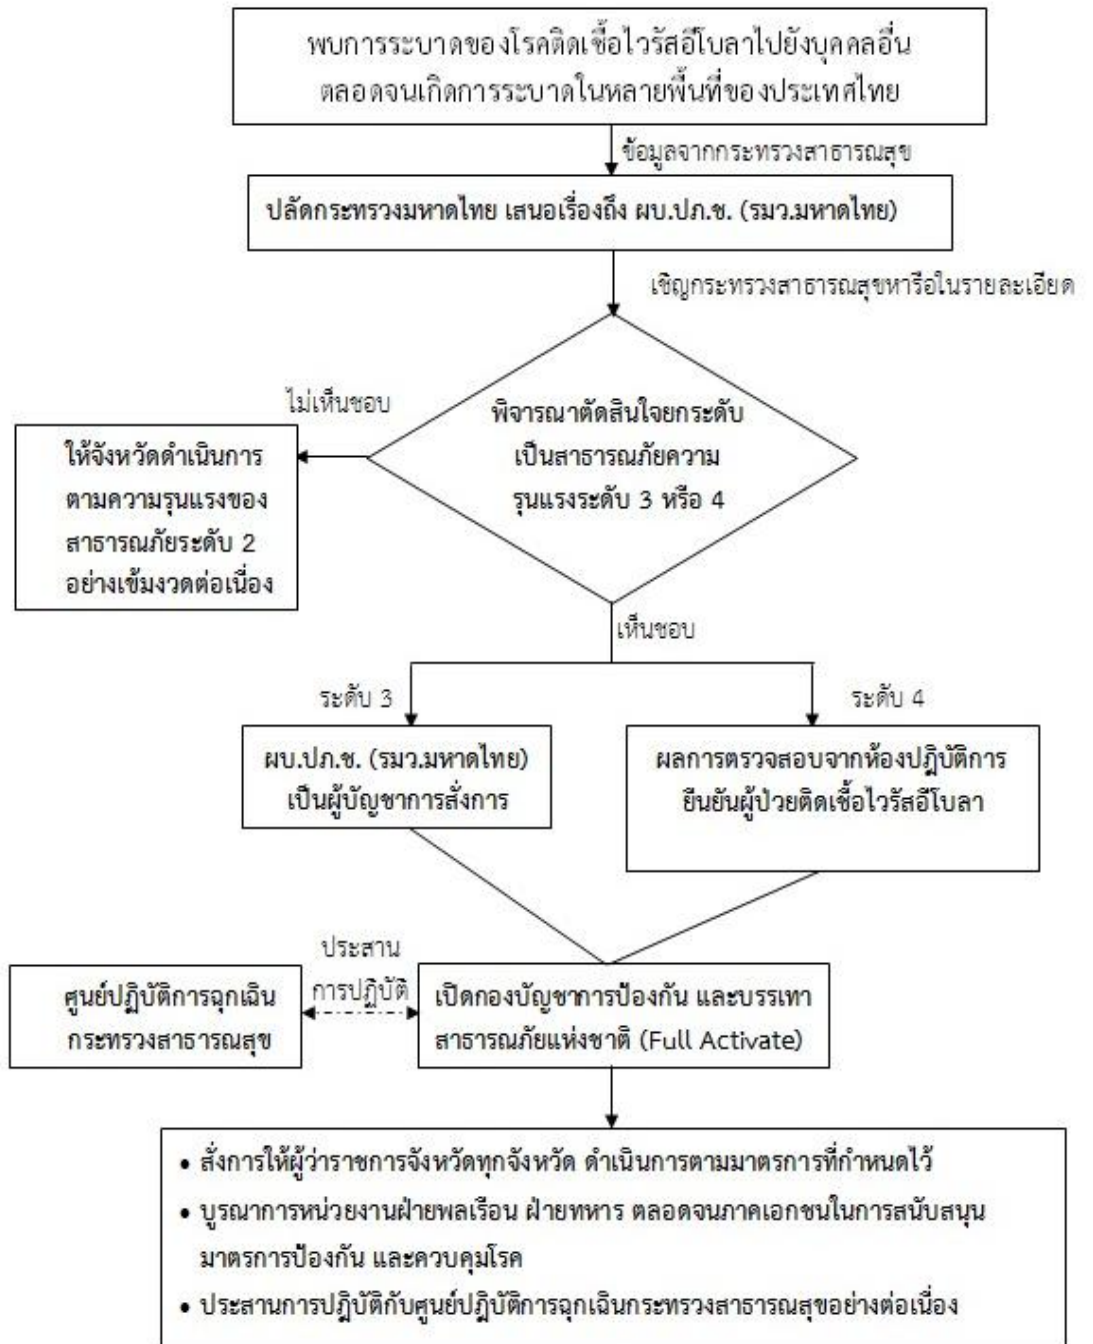 พบการระบาดของโรคติดเชื้อไวรัสอีโบลาไปยังบุคคลอื่น
ตลอดจนเกิดการระบาดในหลายพื้นที่ของประเทศไทย
ข้อมูลจากกระทรวงสาธารณสุข
ปลัดกระทรวงมหาดไทย เสนอเรื่องถึง ผบ.ปภ.ช. (รมว.มหาดไทย)
เชิญกระทรวงสาธารณสุขหารือในรายละเอียด
ไม่เห็นชอบ
พิจารณาตัดสินใจยกระดับ
เป็นสาธารณภัยความ
รุนแรงระดับ 3 หรือ 4
ให้จังหวัดดำเนินการ
ตามความรุนแรงของ
สาธารณภัยระดับ 2
อย่างเข้มงวดต่อเนื่อง
เห็นชอบ
ระดับ 3
ระดับ 4
ผบ.ปภ.ช. (รมว.มหาดไทย)
เป็นผู้บัญชาการสั่งการ
ผลการตรวจสอบจากห้องปฏิบัติการ
ยืนยันผู้ป่วยติดเชื้อไวรัสอีโบลา
ประสาน
การปฏิบัติ
ศูนย์ปฏิบัติการฉุกเฉิน
กระทรวงสาธารณสุข
เปิดกองบัญชาการป้องกัน และบรรเทา
สาธารณภัยแห่งชาติ (Full Activate)
• สั่งการให้ผู้ว่าราชการจังหวัดทุกจังหวัด ดำเนินการตามมาตรการที่กำหนดไว้
• บูรณาการหน่วยงานฝ่ายพลเรือน ฝ่ายทหาร ตลอดจนภาคเอกชนในการสนับสนุน
มาตรการป้องกัน และควบคุมโรค
• ประสานการปฏิบัติกับศูนย์ปฏิบัติการฉุกเฉินกระทรวงสาธารณสุขอย่างต่อเนื่อง